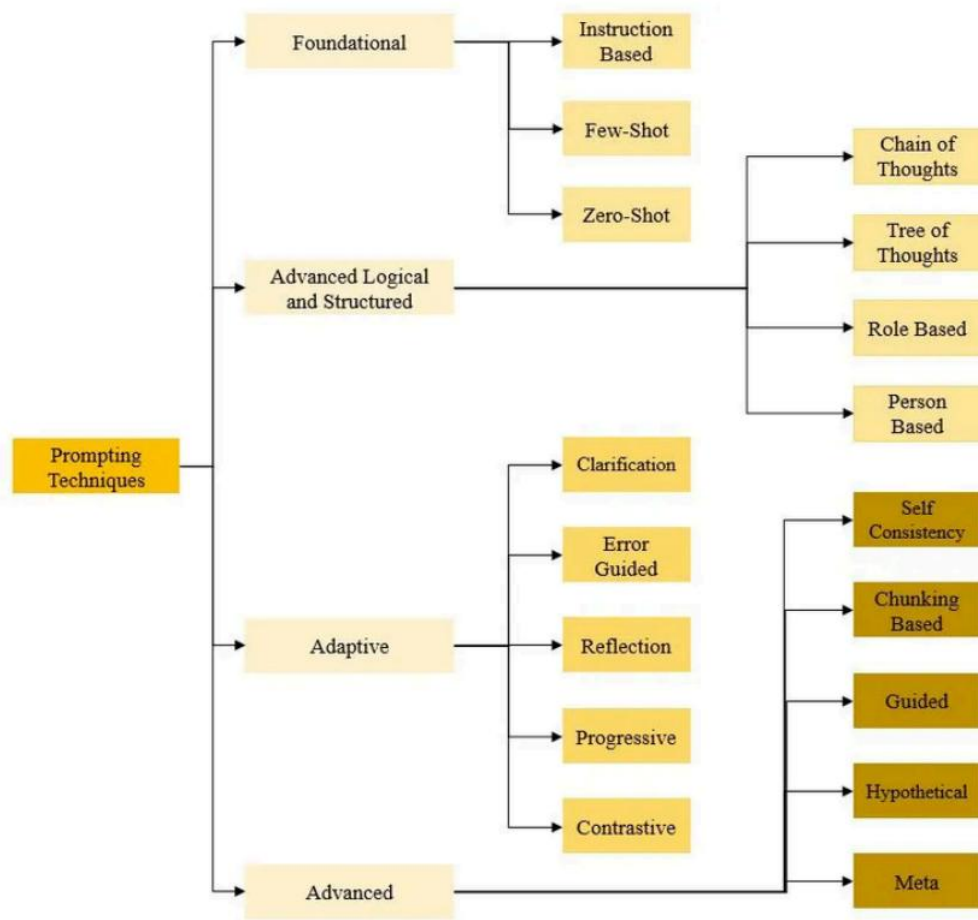 Foundational
Instruction
Based
Few-Shot
Zero-Shot
Chain of
Thoughts
Tree of
Thoughts
Advanced Logical
and Structured
Role Based
Person
Based
Prompting
Techniques
Clarification
Error
Guided
Adaptive
Reflection
Progressive
Contrastive
Self
Consistency
Chunking
Based
Guided
Hypothetical
Advanced
Meta